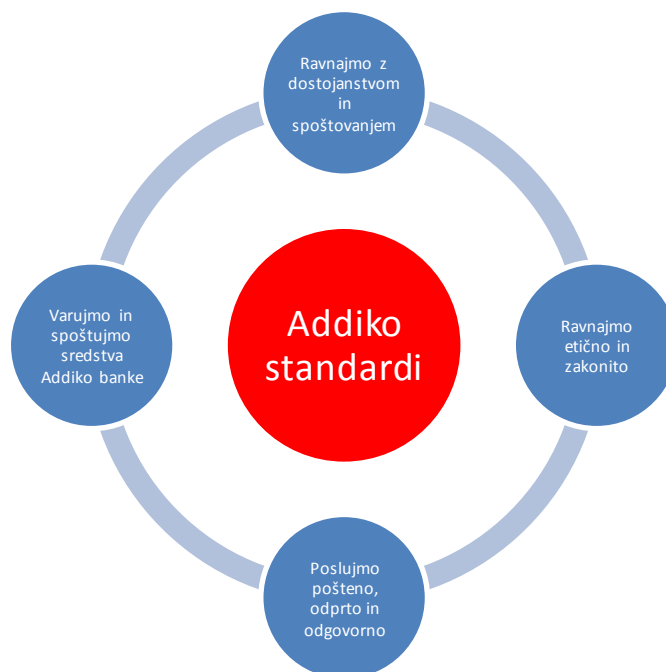 Ravnajmo z
dostojanstvom
in
spoštovanjem
Varujmo in
spoštujmo
sredstva
Addiko banke
Addiko
standardi
Ravnajmo
etično in
zakonito
Poslujmo
pošteno,
odprto in
odgovorno